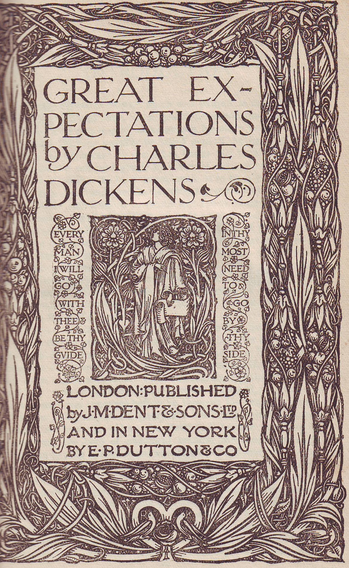 GREAT EX-
PECTATIONS
by CHARLES
DICKENS
EVERY
MAN
I WILL
GO
WITH
THEE &
BE THY
GVIDE
IN THY
MOST
NEED
TO
GO
BY
THY
SIDE
LONDON: PUBLISHED
by J. M. DENT & SONS LTD
AND IN NEW YORK
BY E. P. DUTTON & CO